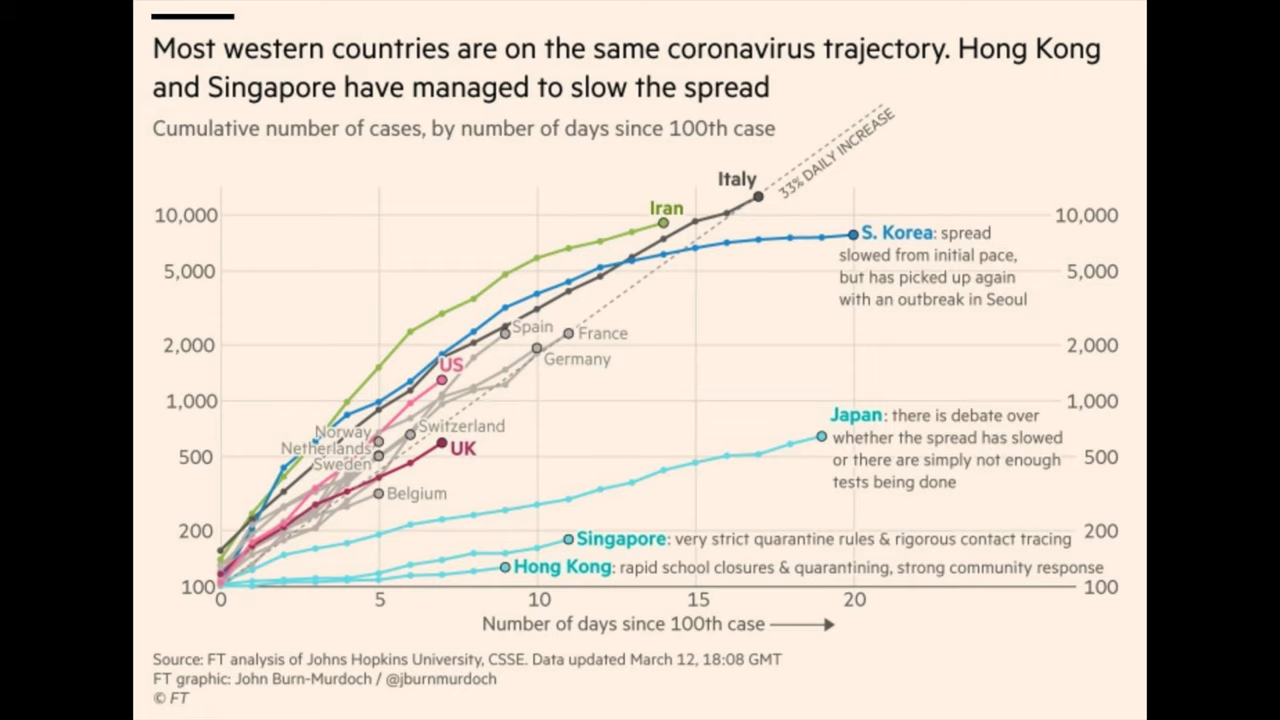 Most western countries are on the same coronavirus trajectory. Hong Kong
and Singapore have managed to slow the spread
Cumulative number of cases, by number of days since 100th case
33% DAILY INCREASE
Italy
Iran
10,000
10,000
S. Korea: spread
slowed from initial pace,
but has picked up again
with an outbreak in Seoul
5,000
5,000
Spain
France
2,000
2,000
Germany
US
1,000
1,000
Japan: there is debate over
whether the spread has slowed
or there are simply not enough
tests being done
Switzerland
Norway
Netherlands
Sweden
UK
500
500
Belgium
200
200
Singapore: very strict quarantine rules & rigorous contact tracing
Hong Kong: rapid school closures & quarantining, strong community response
100
100
0
5
10
15
20
Number of days since 100th case
Source: FT analysis of Johns Hopkins University, CSSE. Data updated March 12, 18:08 GMT
FT graphic: John Burn-Murdoch / @jburnmurdoch
© FT